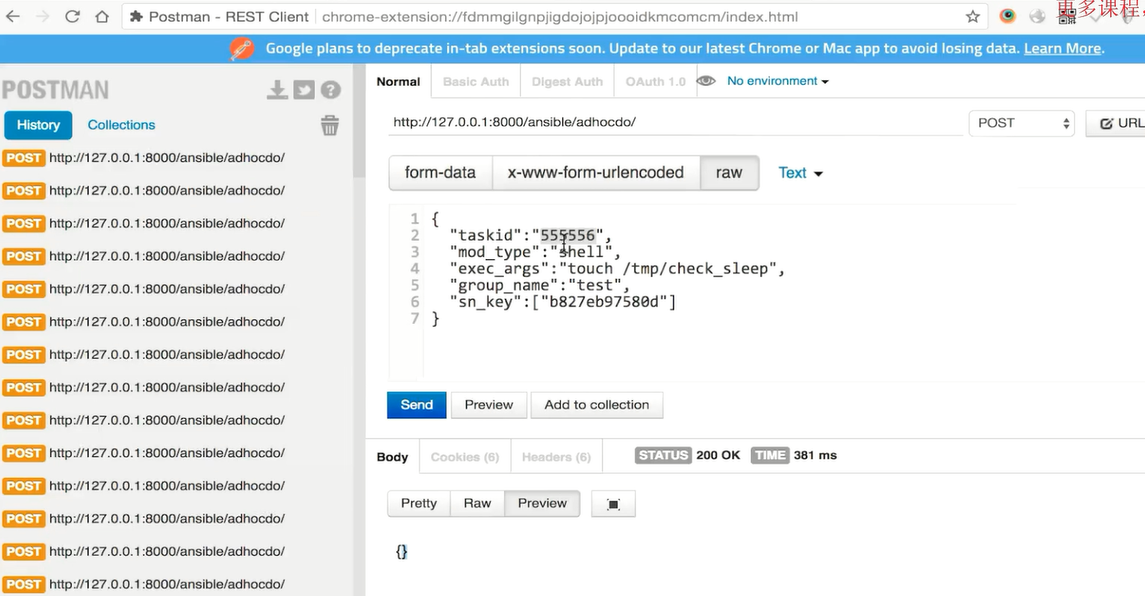 Postman - REST Client
chrome-extension://fdmmgilgnpjigdojojpjoooidkmcomcm/index.html
更多课程,
Google plans to deprecate in-tab extensions soon. Update to our latest Chrome or Mac app to avoid losing data. Learn More.
POSTMAN
History
Collections
POST http://127.0.0.1:8000/ansible/adhocdo/
POST http://127.0.0.1:8000/ansible/adhocdo/
POST http://127.0.0.1:8000/ansible/adhocdo/
POST http://127.0.0.1:8000/ansible/adhocdo/
POST http://127.0.0.1:8000/ansible/adhocdo/
POST http://127.0.0.1:8000/ansible/adhocdo/
POST http://127.0.0.1:8000/ansible/adhocdo/
POST http://127.0.0.1:8000/ansible/adhocdo/
POST http://127.0.0.1:8000/ansible/adhocdo/
POST http://127.0.0.1:8000/ansible/adhocdo/
POST http://127.0.0.1:8000/ansible/adhocdo/
POST http://127.0.0.1:8000/ansible/adhocdo/
POST http://127.0.0.1:8000/ansible/adhocdo/
POST http://127.0.0.1:8000/ansible/adhocdo/
Normal
Basic Auth
Digest Auth
OAuth 1.0
No environment
http://127.0.0.1:8000/ansible/adhocdo/
POST
URL
form-data
x-www-form-urlencoded
raw
Text
1 {
2 "taskid":"555556",
3 "mod_type":"shell",
4 "exec_args":"touch /tmp/check_sleep",
5 "group_name":"test",
6 "sn_key":["b827eb97580d"]
7 }
Send
Preview
Add to collection
Body
Cookies (6)
Headers (6)
STATUS 200 OK TIME 381 ms
Pretty
Raw
Preview
{}